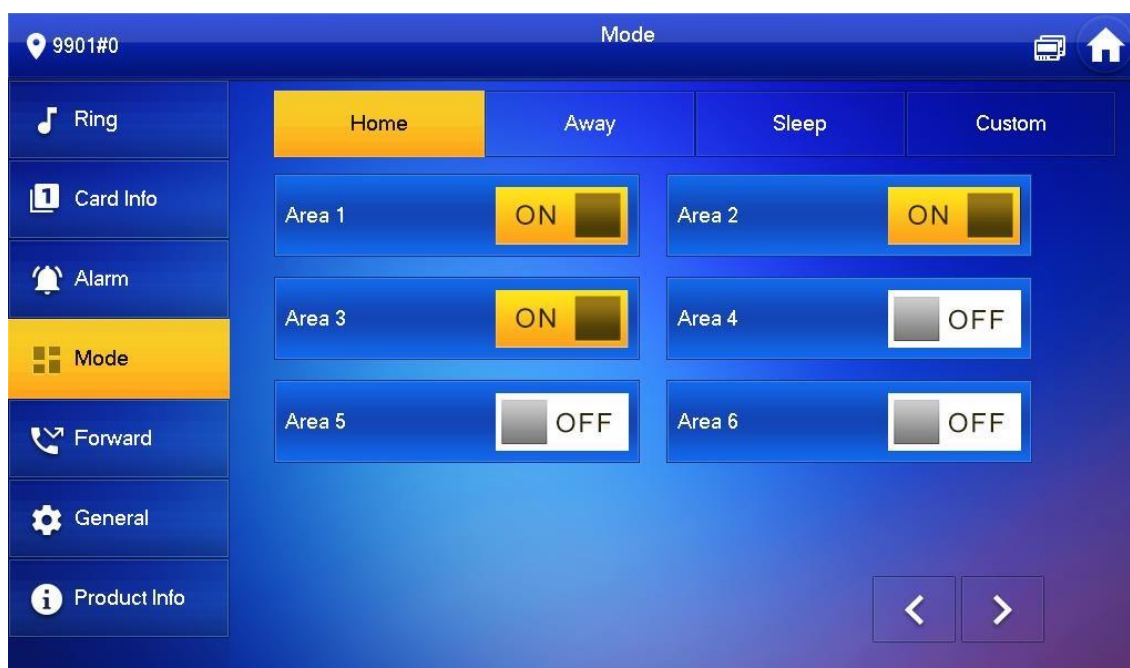 9901#0
Mode
Ring
Card Info
1
Alarm
Mode
Forward
General
i
Product Info
Home Away Sleep Custom
Area 1 ON Area 2 ON
Area 3 ON Area 4 OFF
Area 5 OFF Area 6 OFF